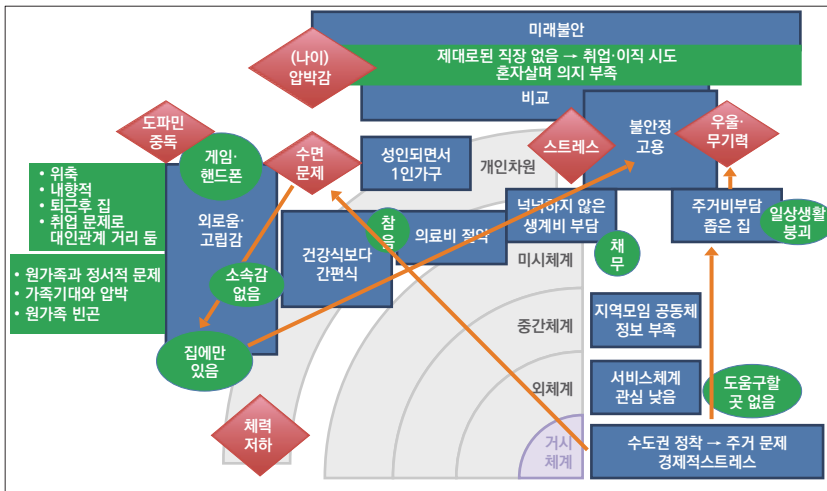 미래불안
(나이)
압박감
제대로된 직장 없음 → 취업·이직 시도
혼자살며 의지 부족
비교
도파민
중독
게임·
핸드폰
수면
문제
성인되면서
1인가구
개인차원
스트레스
불안정
고용
우울·
무기력
• 위축
• 내향적
• 퇴근후 집
• 취업 문제로
대인관계 거리 둠
외로움·
고립감
건강식보다
간편식
참음
의료비 절약
넉넉하지 않은
생계비 부담
채무
주거비부담
좁은 집
일상생활
붕괴
• 원가족과 정서적 문제
• 가족기대와 압박
• 원가족 빈곤
소속감
없음
미시체계
집에만
있음
중간체계
지역모임 공동체
정보 부족
외체계
서비스체계
관심 낮음
도움구할
곳 없음
체력
저하
거시
체계
수도권 정착 → 주거 문제
경제적스트레스